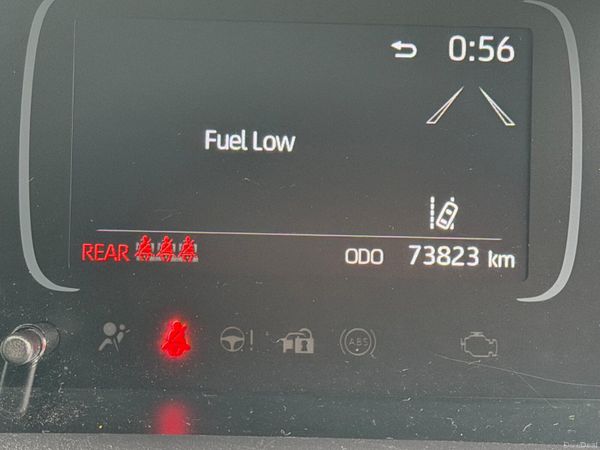 0:56
Fuel Low
REAR ODO 73823 km
ABS